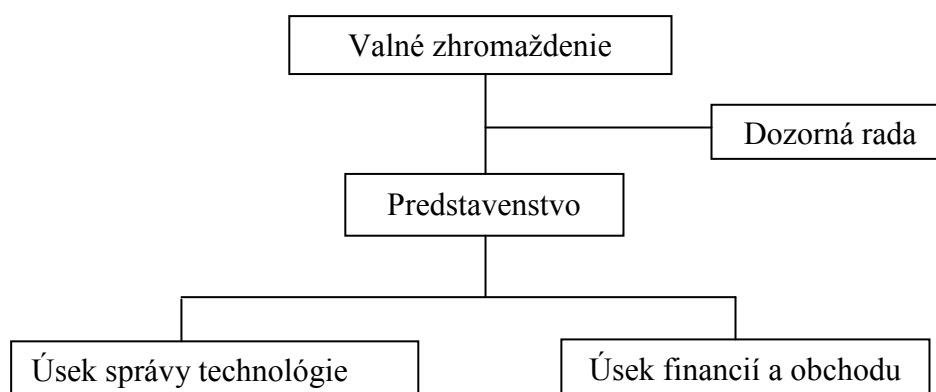 Valné zhromaždenie
Dozorná rada
Predstavenstvo
Úsek správy technológie
Úsek financií a obchodu